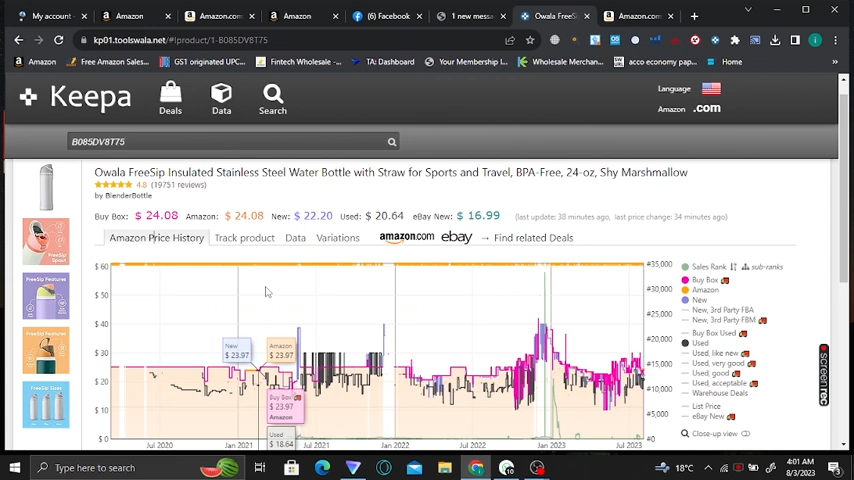 My account -
Amazon
Amazon.com
Amazon
(6) Facebook
1 new messa
Owala FreeSi
Amazon.com
kp01.toolswala.net/#!product/1-B085DV8T75
Amazon
Free Amazon Sales...
GS1 originated UPC...
Fintech Wholesale -...
TA: Dashboard
Your Membership I...
Wholesale Merchan...
acco economy pap...
Home
Keepa
Deals
Data
Search
Language
Amazon .com
B085DV8T75
Owala FreeSip Insulated Stainless Steel Water Bottle with Straw for Sports and Travel, BPA-Free, 24-oz, Shy Marshmallow
4.8 (19751 reviews)
by BlenderBottle
Buy Box: $ 24.08 Amazon: $ 24.08 New: $ 22.20 Used: $ 20.64 eBay New: $ 16.99 (last update: 38 minutes ago, last price change: 34 minutes ago)
Amazon Price History Track product Data Variations amazon.com ebay → Find related Deals
$ 60
$ 50
$ 40
$ 30
$ 20
$ 10
$ 0
New
$ 23.97
Amazon
$ 23.97
Buy Box
$ 23.97
Amazon
Used
$ 18.64
Jul 2020 Jan 2021 Jul 2021 Jan 2022 Jul 2022 Jan 2023 Jul 2023
#35,000
#30,000
#25,000
#20,000
#15,000
#10,000
#5,000
#0
Sales Rank sub-ranks
Buy Box
Amazon
New
New, 3rd Party FBA
New, 3rd Party FBM
Buy Box Used
Used
Used, like new
Used, very good
Used, good
Used, acceptable
Warehouse Deals
List Price
eBay New
Close-up view
FreeSip Features
FreeSip Features
FreeSip Sizes
screenrec
Type here to search
18°C
4:01 AM
8/3/2023